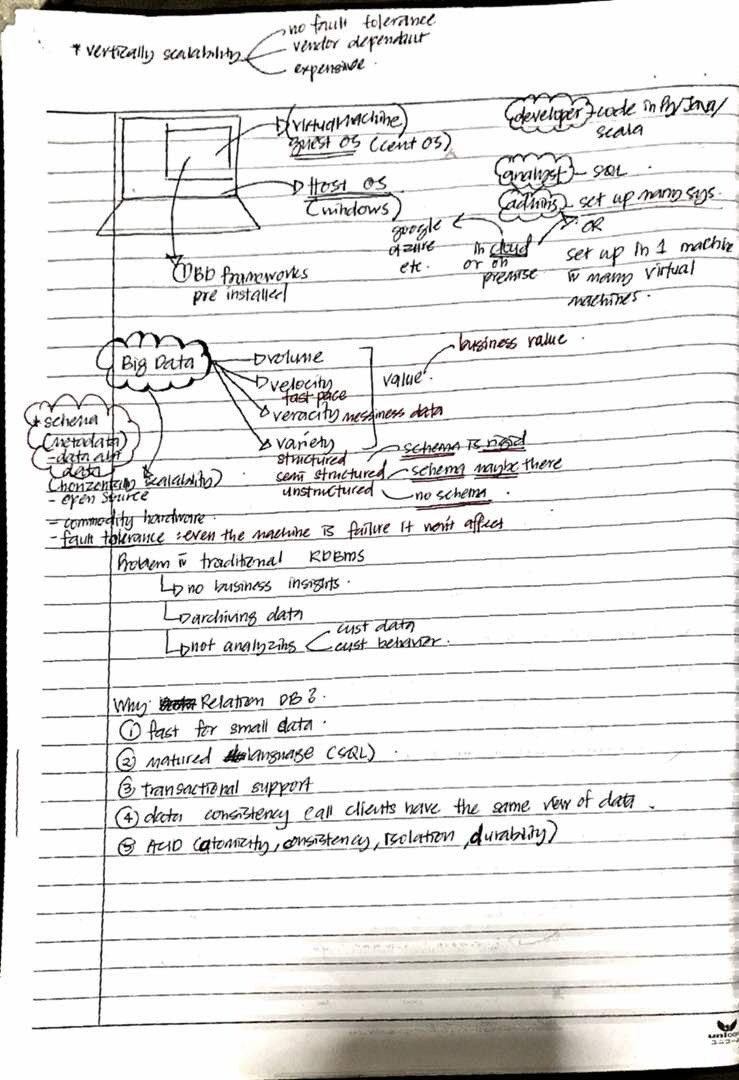 no fault tolerance
* vertically scalability
vendor dependant
expensive.
(virtual Machine)
guest OS (cent OS)
Host OS
(windows)
BD frameworks
pre installed
developer - code in Py/Java/
scala
analyst - SQL
admins - set up many sys.
OR
google
azure
etc.
in cloud
or on
premise
set up in 1 machine
w many virtual
machines.
Big Data
volume
velocity
fast pace
veracity messiness data
variety
value
business value
structured
schema is rigid
semi structured
schema maybe there
unstructured
no schema
* schema
(metadata)
- data abt
data
(horizontally scalability)
- open source
- commodity hardware.
- fault tolerance : even the machine is failure it won't affect
Problem w traditional RDBMS
no business insights.
archiving data
not analyzing
cust data
cust behavior.
Why Relation DB?
① fast for small data.
② matured language (SQL).
③ transactional support
④ data consistency all clients have the same view of data.
⑤ ACID (atomicity, consistency, isolation, durability)